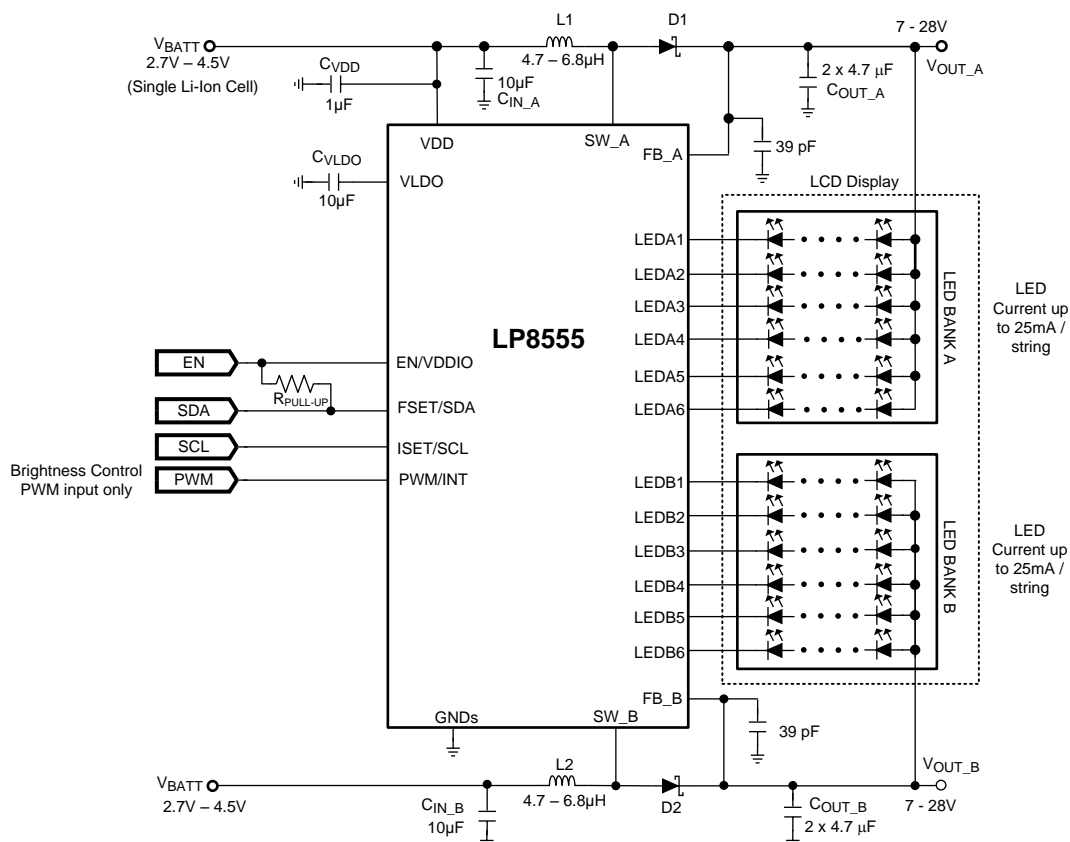 L1
D1
7 - 28V
VBATT
2.7V – 4.5V
(Single Li-Ion Cell)
4.7 – 6.8µH
VOUT_A
CVDD
1µF
10µF
CIN_A
2 x 4.7 µF
COUT_A
VDD
SW_A
FB_A
39 pF
CVLDO
10µF
VLDO
LCD Display
LEDA1
LEDA2
LEDA3
LEDA4
LEDA5
LEDA6
LED BANK A
LED
Current up
to 25mA /
string
LP8555
EN
EN/VDDIO
RPULL-UP
SDA
FSET/SDA
SCL
ISET/SCL
Brightness Control
PWM input only
PWM
PWM/INT
LEDB1
LEDB2
LEDB3
LEDB4
LEDB5
LEDB6
LED BANK B
LED
Current up
to 25mA /
string
FB_B
GNDs
SW_B
39 pF
VBATT
2.7V – 4.5V
L2
4.7 – 6.8µH
CIN_B
10µF
D2
COUT_B
2 x 4.7 µF
VOUT_B
7 - 28V